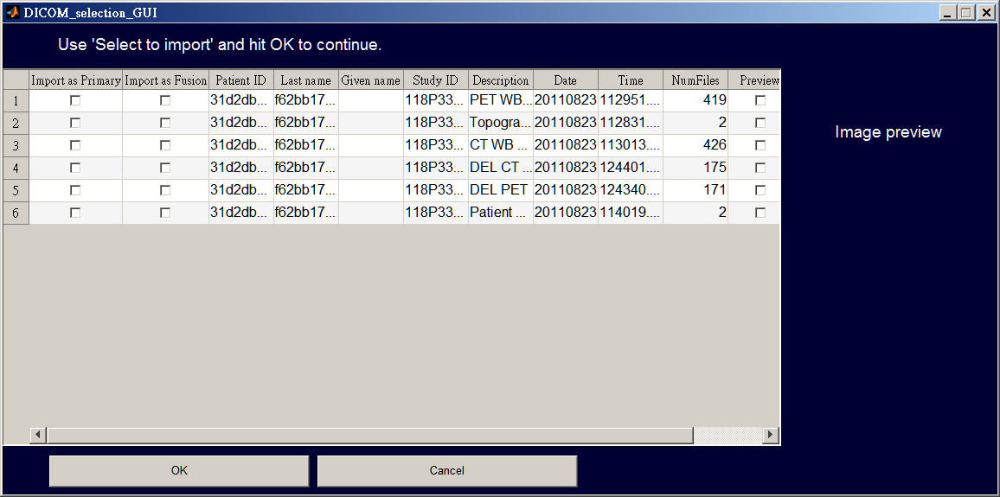 DICOM_selection_GUI
Use 'Select to import' and hit OK to continue.
Import as Primary Import as Fusion Patient ID Last name Given name Study ID Description Date Time NumFiles Preview
1 31d2db... f62bb17... 118P33... PET WB... 20110823 112951.... 419
2 31d2db... f62bb17... 118P33... Topogra... 20110823 112831.... 2
3 31d2db... f62bb17... 118P33... CT WB ... 20110823 113013.... 426
4 31d2db... f62bb17... 118P33... DEL CT ... 20110823 124401.... 175
5 31d2db... f62bb17... 118P33... DEL PET 20110823 124340.... 171
6 31d2db... f62bb17... 118P33... Patient ... 20110823 114019.... 2
Image preview
OK Cancel